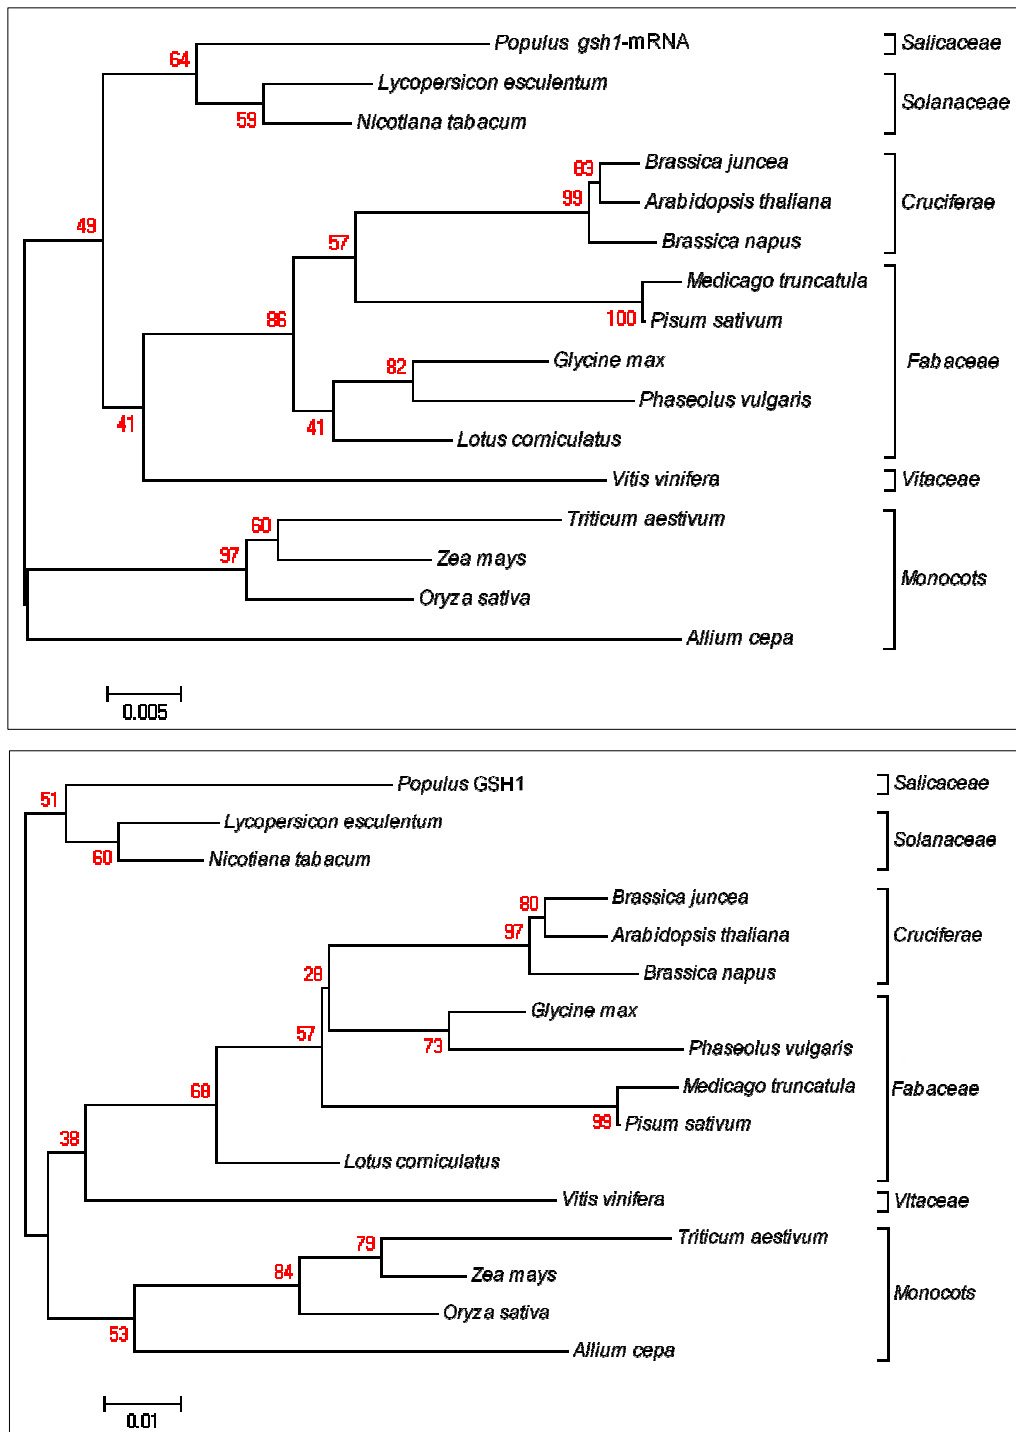 Populus gsh1-mRNA
Salicaceae
64
Lycopersicon esculentum
Solanaceae
59
Nicotiana tabacum
Brassica juncea
83
Arabidopsis thaliana
Cruciferae
99
49
57
Brassica napus
Medicago truncatula
86
100
Pisum sativum
Glycine max
Fabaceae
82
Phaseolus vulgaris
41
41
Lotus corniculatus
Vitis vinifera
Vitaceae
Triticum aestivum
60
97
Zea mays
Monocots
Oryza sativa
Allium cepa
0.005
Populus GSH1
Salicaceae
51
Lycopersicon esculentum
Solanaceae
60
Nicotiana tabacum
Brassica juncea
80
97
Arabidopsis thaliana
Cruciferae
28
Brassica napus
Glycine max
57
73
Phaseolus vulgaris
68
Medicago truncatula
Fabaceae
99
Pisum sativum
38
Lotus corniculatus
Vitis vinifera
Vitaceae
79
Triticum aestivum
84
Zea mays
Monocots
53
Oryza sativa
Allium cepa
0.01